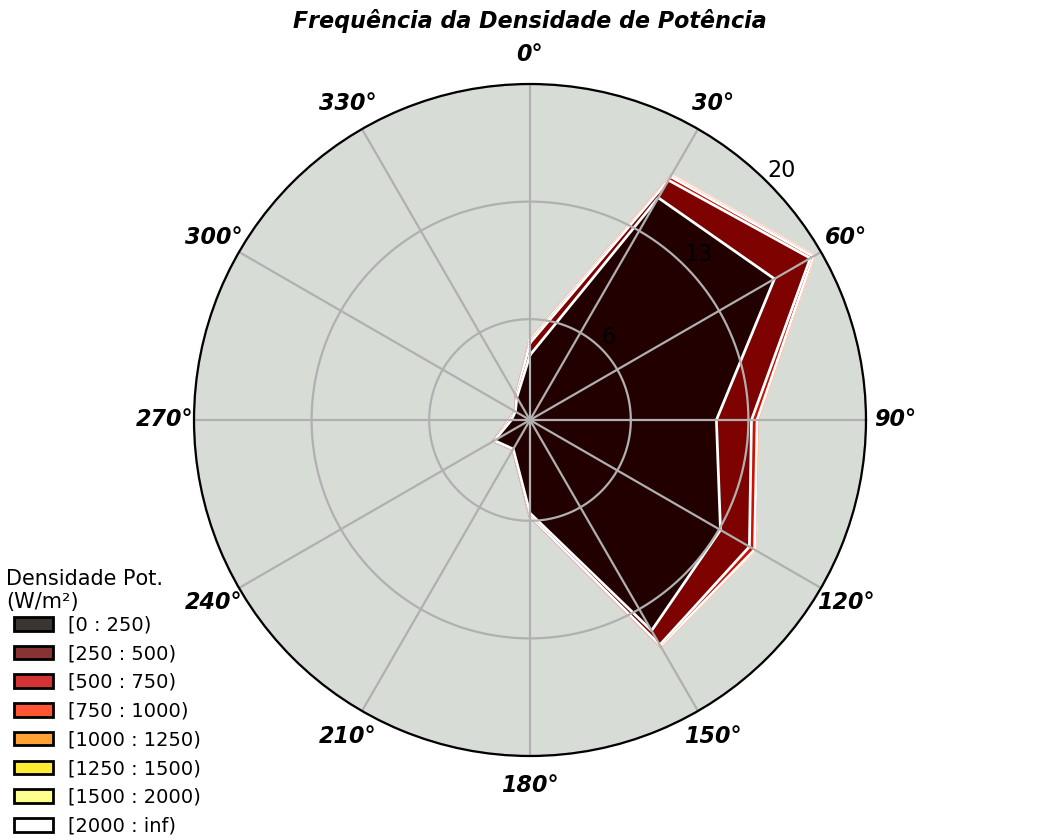 Frequência da Densidade de Potência
0°
330°
30°
20
300°
60°
13
6
270°
90°
240°
120°
210°
150°
180°
Densidade Pot.
(W/m²)
[0 : 250)
[250 : 500)
[500 : 750)
[750 : 1000)
[1000 : 1250)
[1250 : 1500)
[1500 : 2000)
[2000 : inf)